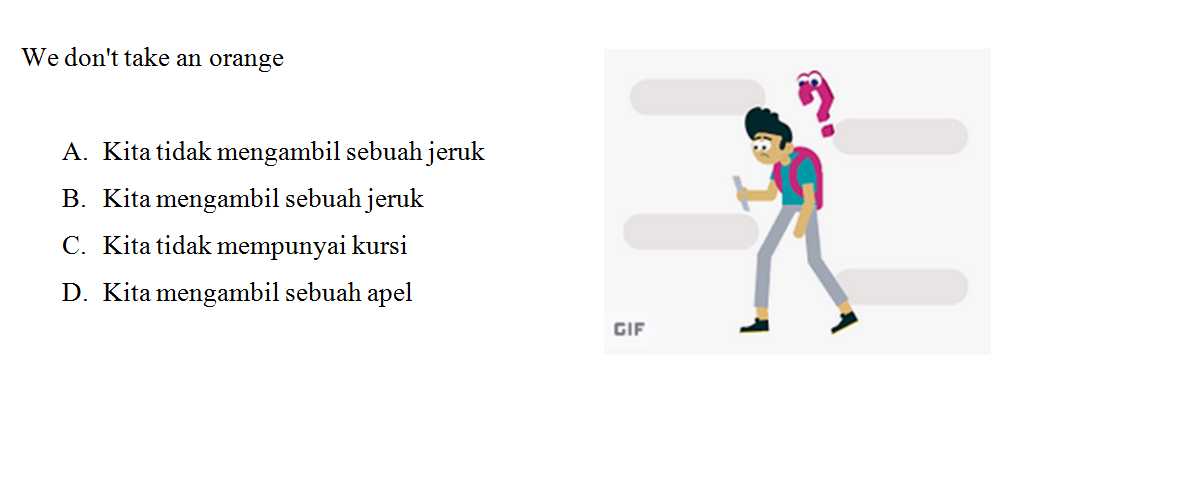 We don't take an orange
A. Kita tidak mengambil sebuah jeruk
B. Kita mengambil sebuah jeruk
C. Kita tidak mempunyai kursi
D. Kita mengambil sebuah apel
?
GIF